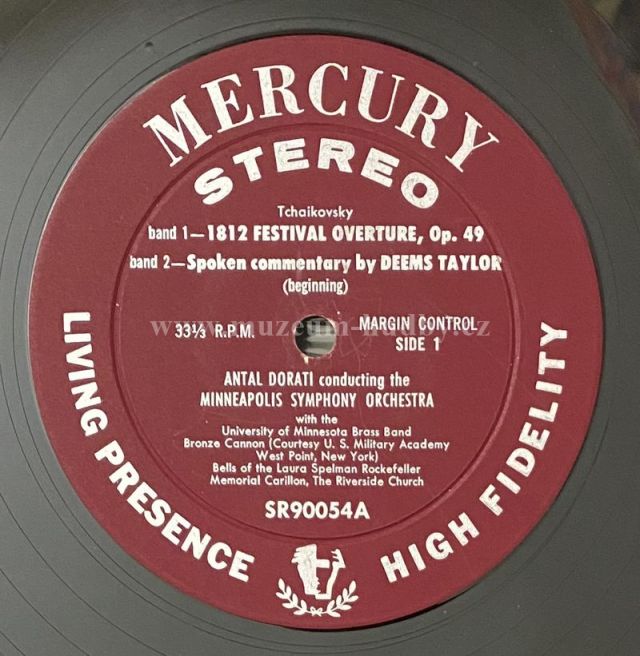 MERCURY
STEREO
Tchaikovsky
band 1—1812 FESTIVAL OVERTURE, Op. 49
band 2—Spoken commentary by DEEMS TAYLOR
(beginning)
www.muzeum-hudby.cz
33⅓ R.P.M.
MARGIN CONTROL
SIDE 1
ANTAL DORATI conducting the
MINNEAPOLIS SYMPHONY ORCHESTRA
with the
University of Minnesota Brass Band
Bronze Cannon (Courtesy U. S. Military Academy
West Point, New York)
Bells of the Laura Spelman Rockefeller
Memorial Carillon, The Riverside Church
SR90054A
LIVING PRESENCE
HIGH FIDELITY